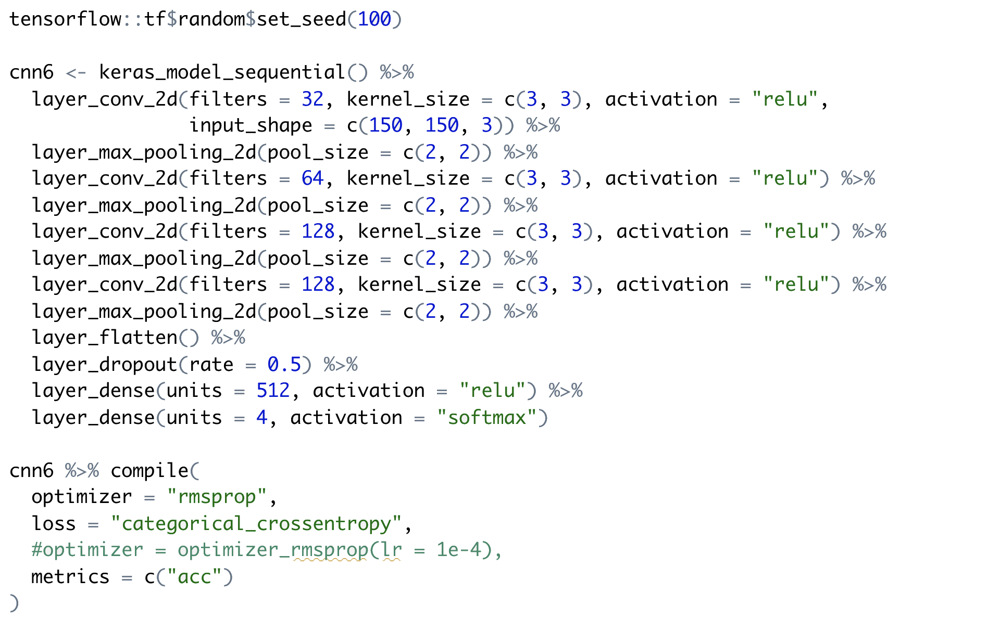 tensorflow::tf$random$set_seed(100)
cnn6 <- keras_model_sequential() %>%
layer_conv_2d(filters = 32, kernel_size = c(3, 3), activation = "relu",
input_shape = c(150, 150, 3)) %>%
layer_max_pooling_2d(pool_size = c(2, 2)) %>%
layer_conv_2d(filters = 64, kernel_size = c(3, 3), activation = "relu") %>%
layer_max_pooling_2d(pool_size = c(2, 2)) %>%
layer_conv_2d(filters = 128, kernel_size = c(3, 3), activation = "relu") %>%
layer_max_pooling_2d(pool_size = c(2, 2)) %>%
layer_conv_2d(filters = 128, kernel_size = c(3, 3), activation = "relu") %>%
layer_max_pooling_2d(pool_size = c(2, 2)) %>%
layer_flatten() %>%
layer_dropout(rate = 0.5) %>%
layer_dense(units = 512, activation = "relu") %>%
layer_dense(units = 4, activation = "softmax")
cnn6 %>% compile(
optimizer = "rmsprop",
loss = "categorical_crossentropy",
#optimizer = optimizer_rmsprop(lr = 1e-4),
metrics = c("acc")
)